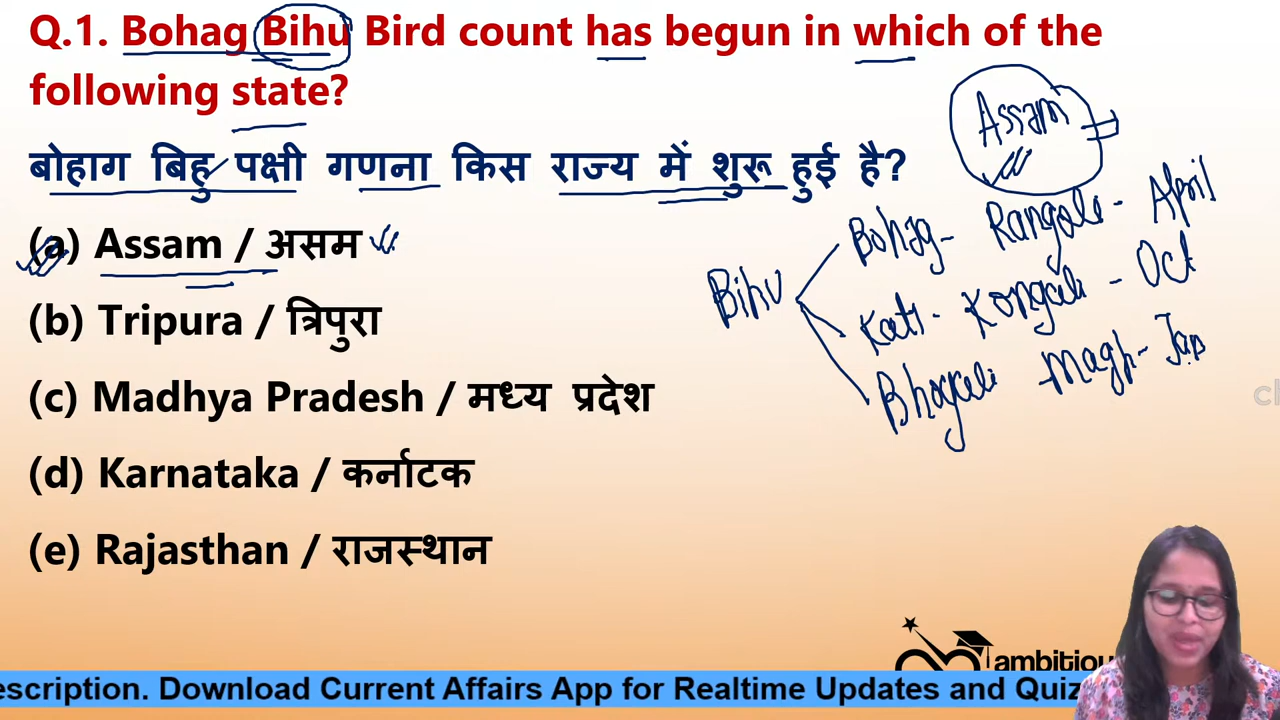 Q.1. Bohag Bihu Bird count has begun in which of the
following state?
बोहाग बिहु पक्षी गणना किस राज्य में शुरू हुई है?
(a) Assam / असम
(b) Tripura / त्रिपुरा
(c) Madhya Pradesh / मध्य प्रदेश
(d) Karnataka / कर्नाटक
(e) Rajasthan / राजस्थान
Assam
Bihu
Bohag - Rangali - April
Kati - Kongali - Oct
Magh - Jan
ambitiou
escription. Download Current Affairs App for Realtime Updates and Quiz